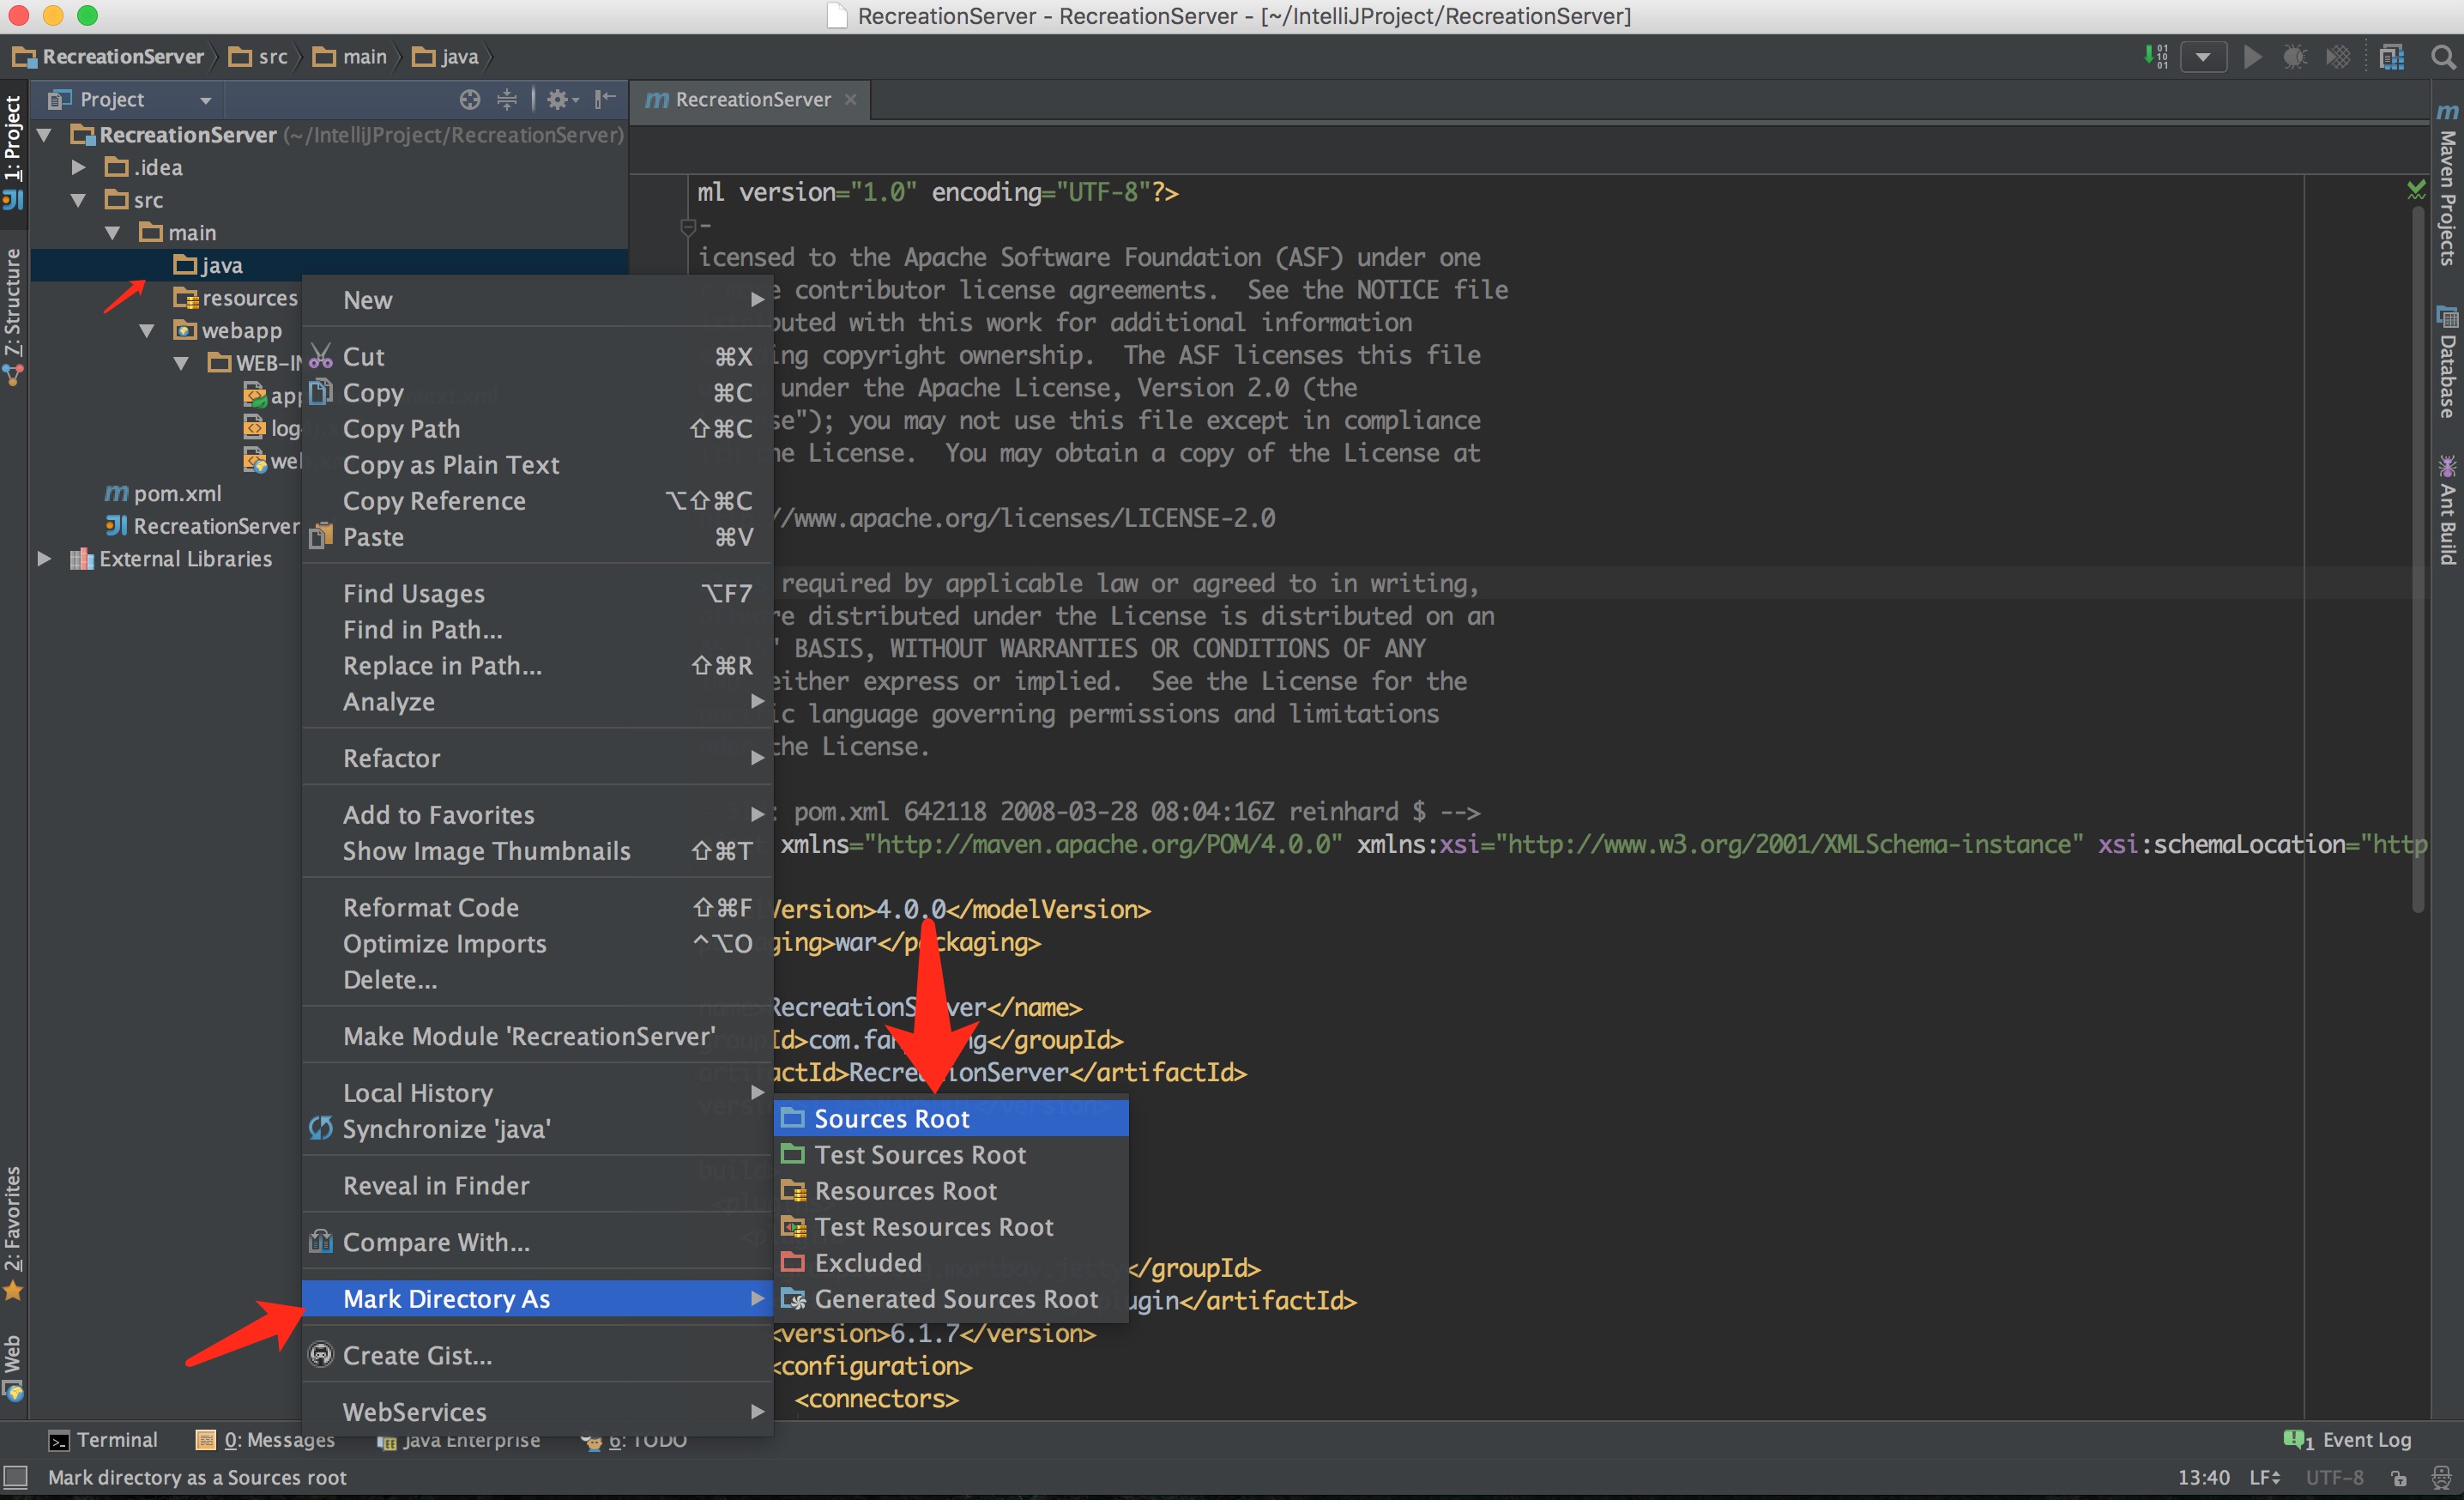 RecreationServer - RecreationServer - [~/IntelliJProject/RecreationServer]
RecreationServer
src
main
java
1: Project
Z: Structure
2: Favorites
Web
Project
RecreationServer (~/IntelliJProject/RecreationServer)
.idea
src
main
java
resources
webapp
WEB-IN
app
log
web
pom.xml
RecreationServer
External Libraries
New
Cut ⌘X
Copy ⌘C
Copy Path ⇧⌘C
Copy as Plain Text
Copy Reference ⌥⇧⌘C
Paste ⌘V
Find Usages ⌥F7
Find in Path...
Replace in Path... ⇧⌘R
Analyze
Refactor
Add to Favorites
Show Image Thumbnails ⇧⌘T
Reformat Code ⇧⌘F
Optimize Imports ^⌥O
Delete...
Make Module 'RecreationServer'
Local History
Synchronize 'java'
Reveal in Finder
Compare With...
Mark Directory As
Create Gist...
WebServices
Sources Root
Test Sources Root
Resources Root
Test Resources Root
Excluded
Generated Sources Root
RecreationServer
ml version="1.0" encoding="UTF-8"?>
-
icensed to the Apache Software Foundation (ASF) under one
e contributor license agreements.  See the NOTICE file
buted with this work for additional information
ing copyright ownership.  The ASF licenses this file
under the Apache License, Version 2.0 (the
se"); you may not use this file except in compliance
he License.  You may obtain a copy of the License at
//www.apache.org/licenses/LICENSE-2.0
required by applicable law or agreed to in writing,
re distributed under the License is distributed on an
' BASIS, WITHOUT WARRANTIES OR CONDITIONS OF ANY
either express or implied.  See the License for the
ic language governing permissions and limitations
the License.
: pom.xml 642118 2008-03-28 08:04:16Z reinhard $ -->
xmlns="http://maven.apache.org/POM/4.0.0" xmlns:xsi="http://www.w3.org/2001/XMLSchema-instance" xsi:schemaLocation="http
Version>4.0.0</modelVersion>
ging>war</packaging>
name>RecreationServer</name>
groupId>com.fan g</groupId>
artifactId>RecreationServer</artifactId>
version </version>
build>
</groupId>
lugin</artifactId>
<version>6.1.7</version>
<configuration>
<connectors>
Maven Projects
Database
Ant Build
Terminal
0: Messages
Java Enterprise
6: TODO
1 Event Log
Mark directory as a Sources root
13:40
LF
UTF-8